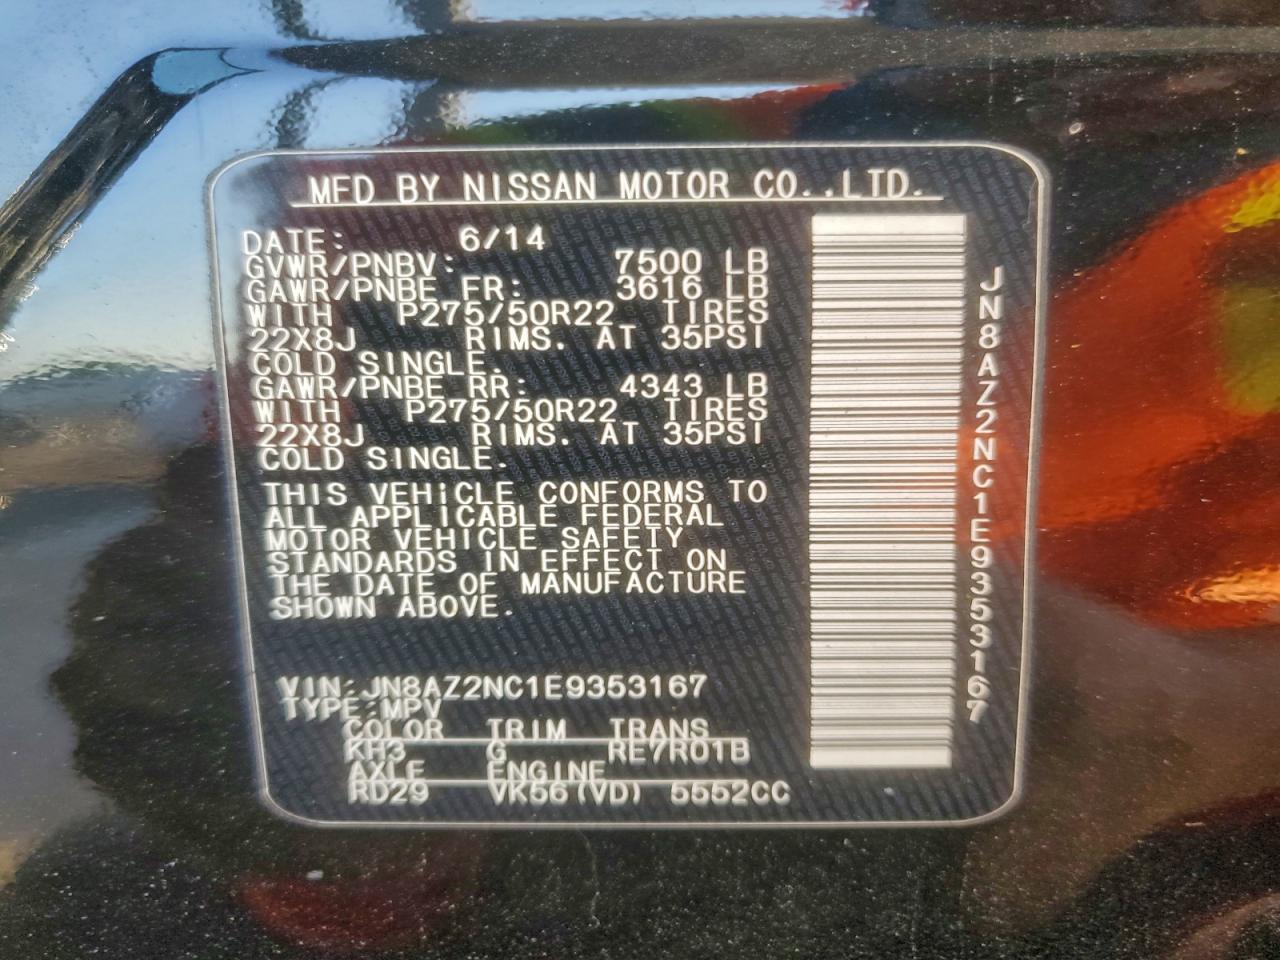 MFD BY NISSAN MOTOR CO.,LTD.
DATE: 6/14
GVWR/PNBV: 7500 LB
GAWR/PNBE FR: 3616 LB
WITH P275/50R22 TIRES
22X8J RIMS. AT 35PSI
COLD SINGLE.
GAWR/PNBE RR: 4343 LB
WITH P275/50R22 TIRES
22X8J RIMS. AT 35PSI
COLD SINGLE.
THIS VEHICLE CONFORMS TO
ALL APPLICABLE FEDERAL
MOTOR VEHICLE SAFETY
STANDARDS IN EFFECT ON
THE DATE OF MANUFACTURE
SHOWN ABOVE.
VIN:JN8AZ2NC1E9353167
TYPE:MPV
COLOR TRIM TRANS
KH3 G RE7R01B
AXLE ENGINE
RD29 VK56(VD) 5552CC
JN8AZ2NC1E9353167